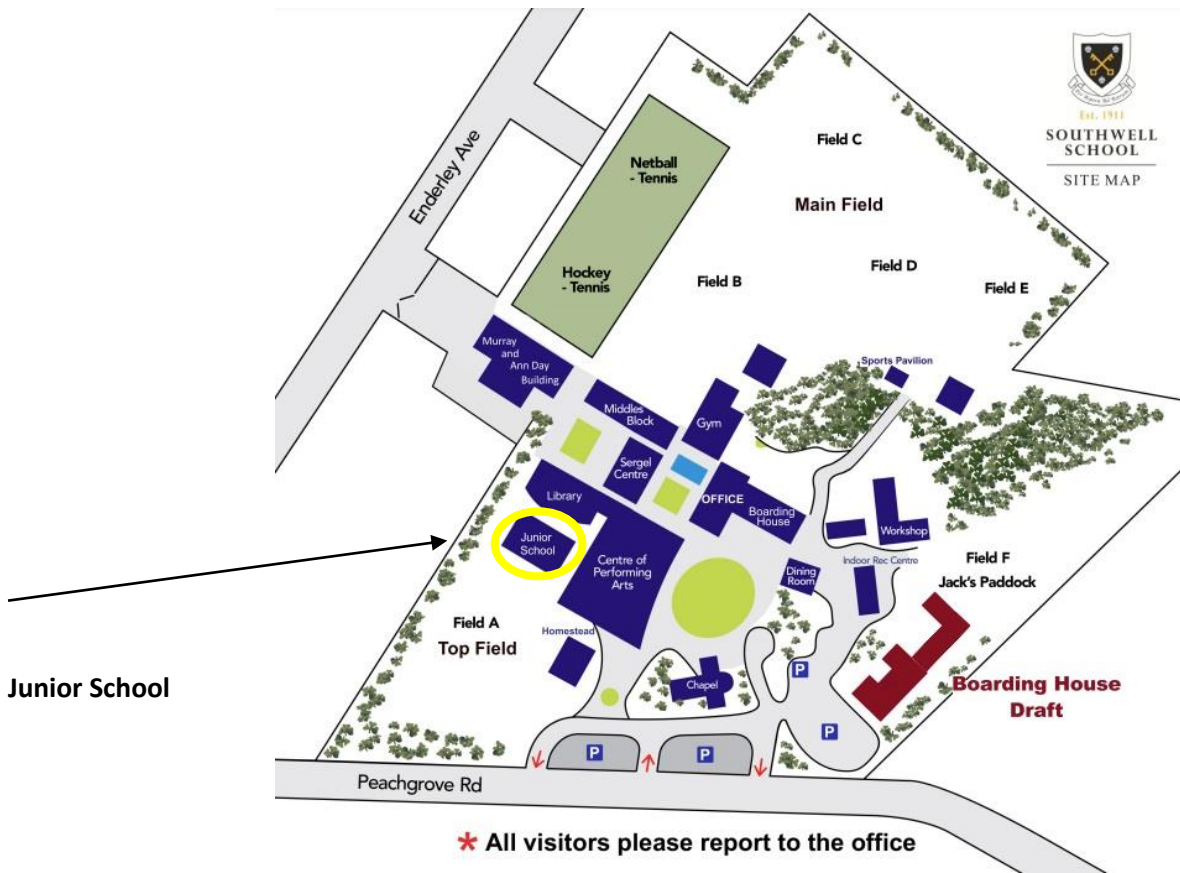 Est. 1911
SOUTHWELL
SCHOOL
SITE MAP
Enderley Ave
Netball
- Tennis
Hockey
- Tennis
Field C
Main Field
Field B
Field D
Field E
Murray
and
Ann Day
Building
Middles
Block
Gym
Sports Pavilion
Sergel
Centre
Library
OFFICE
Boarding
House
Workshop
Junior
School
Centre of
Performing
Arts
Dining
Room
Indoor Rec Centre
Field F
Jack's Paddock
Field A
Top Field
Homestead
Chapel
P
Boarding House
Draft
P
P
P
Junior School
Peachgrove Rd
* All visitors please report to the office